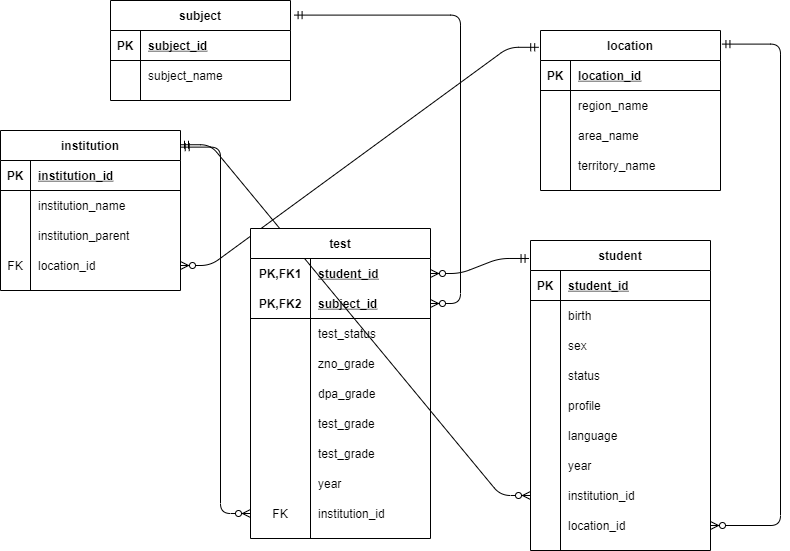 subject
PK subject_id
subject_name
location
PK location_id
region_name
area_name
territory_name
institution
PK institution_id
institution_name
institution_parent
FK location_id
test
PK,FK1 student_id
PK,FK2 subject_id
test_status
zno_grade
dpa_grade
test_grade
test_grade
year
FK institution_id
student
PK student_id
birth
sex
status
profile
language
year
institution_id
location_id